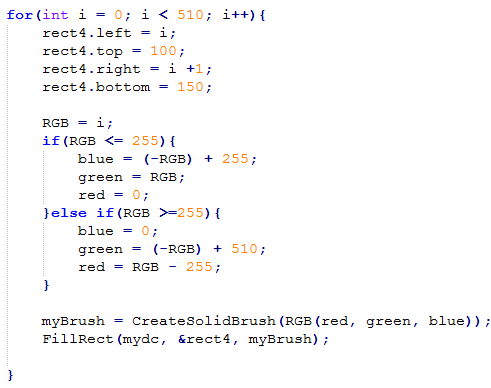 for(int i = 0; i < 510; i++){
    rect4.left = i;
    rect4.top = 100;
    rect4.right = i +1;
    rect4.bottom = 150;

    RGB = i;
    if(RGB <= 255){
        blue = (-RGB) + 255;
        green = RGB;
        red = 0;
    }else if(RGB >=255){
        blue = 0;
        green = (-RGB) + 510;
        red = RGB - 255;
    }

    myBrush = CreateSolidBrush(RGB(red, green, blue));
    FillRect(mydc, &rect4, myBrush);

}